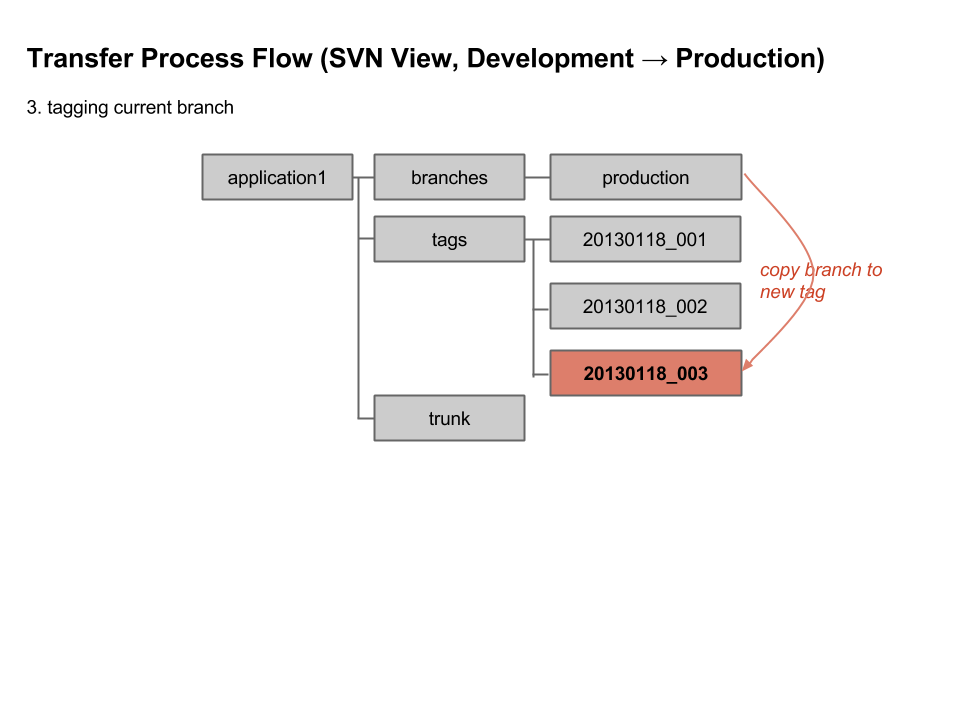 Transfer Process Flow (SVN View, Development → Production)
3. tagging current branch
application1
branches
production
tags
20130118_001
copy branch to
new tag
20130118_002
20130118_003
trunk